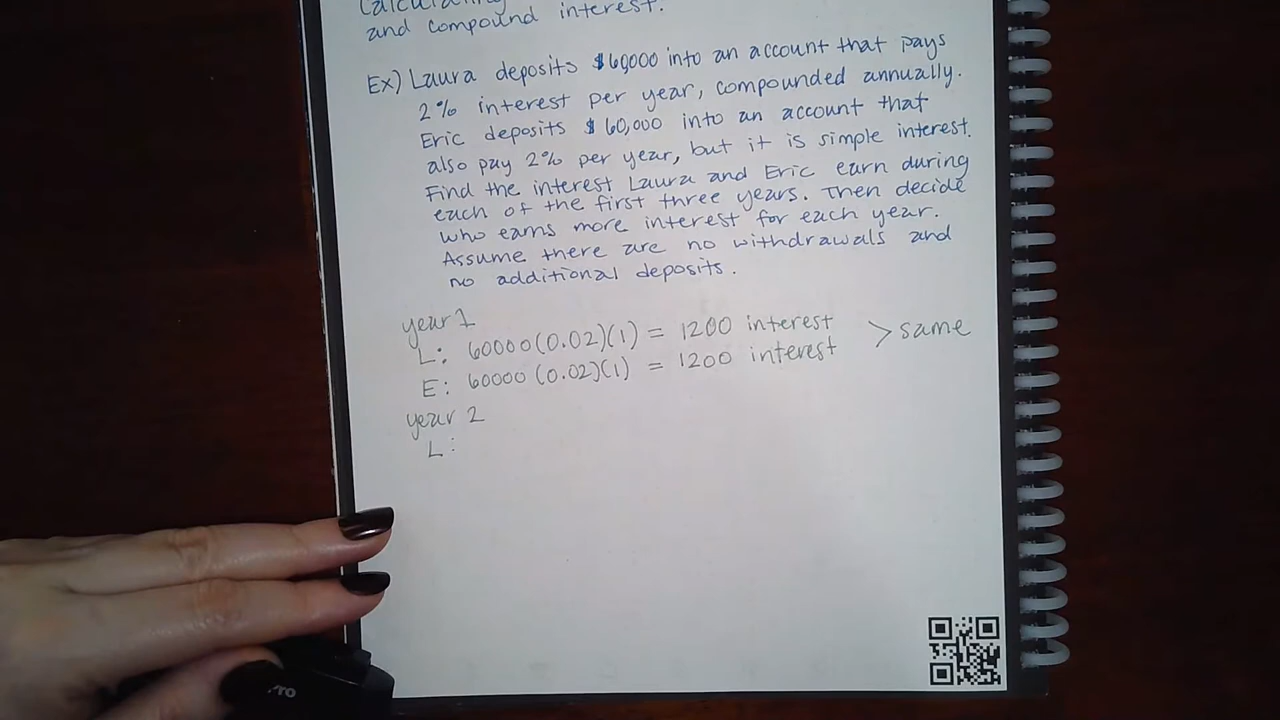 and compound interest.
Ex) Laura deposits $60000 into an account that pays
2% interest per year, compounded annually.
Eric deposits $60,000 into an account that
also pay 2% per year, but it is simple interest.
Find the interest Laura and Eric earn during
each of the first three years. Then decide
who earns more interest for each year.
Assume there are no withdrawals and
no additional deposits.
year 1
L: 60000(0.02)(1) = 1200 interest
E: 60000(0.02)(1) = 1200 interest
> same
year 2
L: